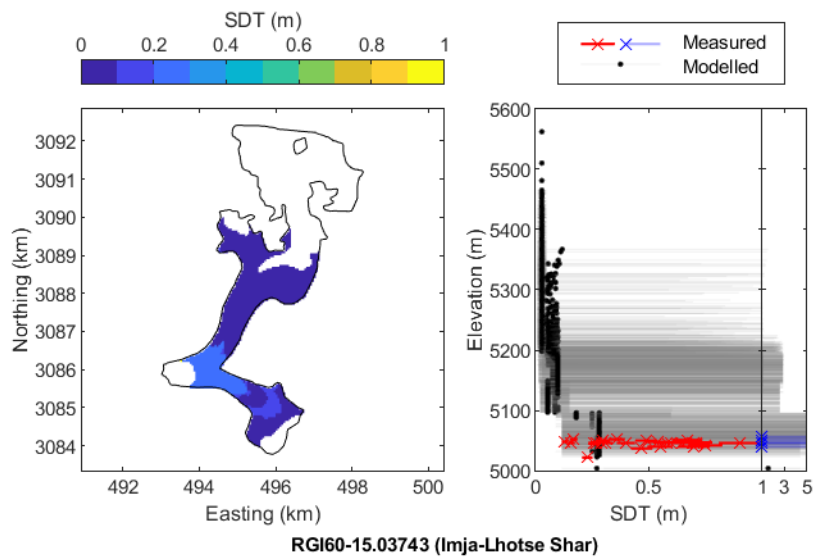 SDT (m)
0 0.2 0.4 0.6 0.8 1
Measured
Modelled
3092
3091
3090
3089
3088
3087
3086
3085
3084
Northing (km)
492 494 496 498 500
Easting (km)
5600
5500
5400
5300
5200
5100
5000
Elevation (m)
0 0.5 1 3 5
SDT (m)
RGI60-15.03743 (Imja-Lhotse Shar)